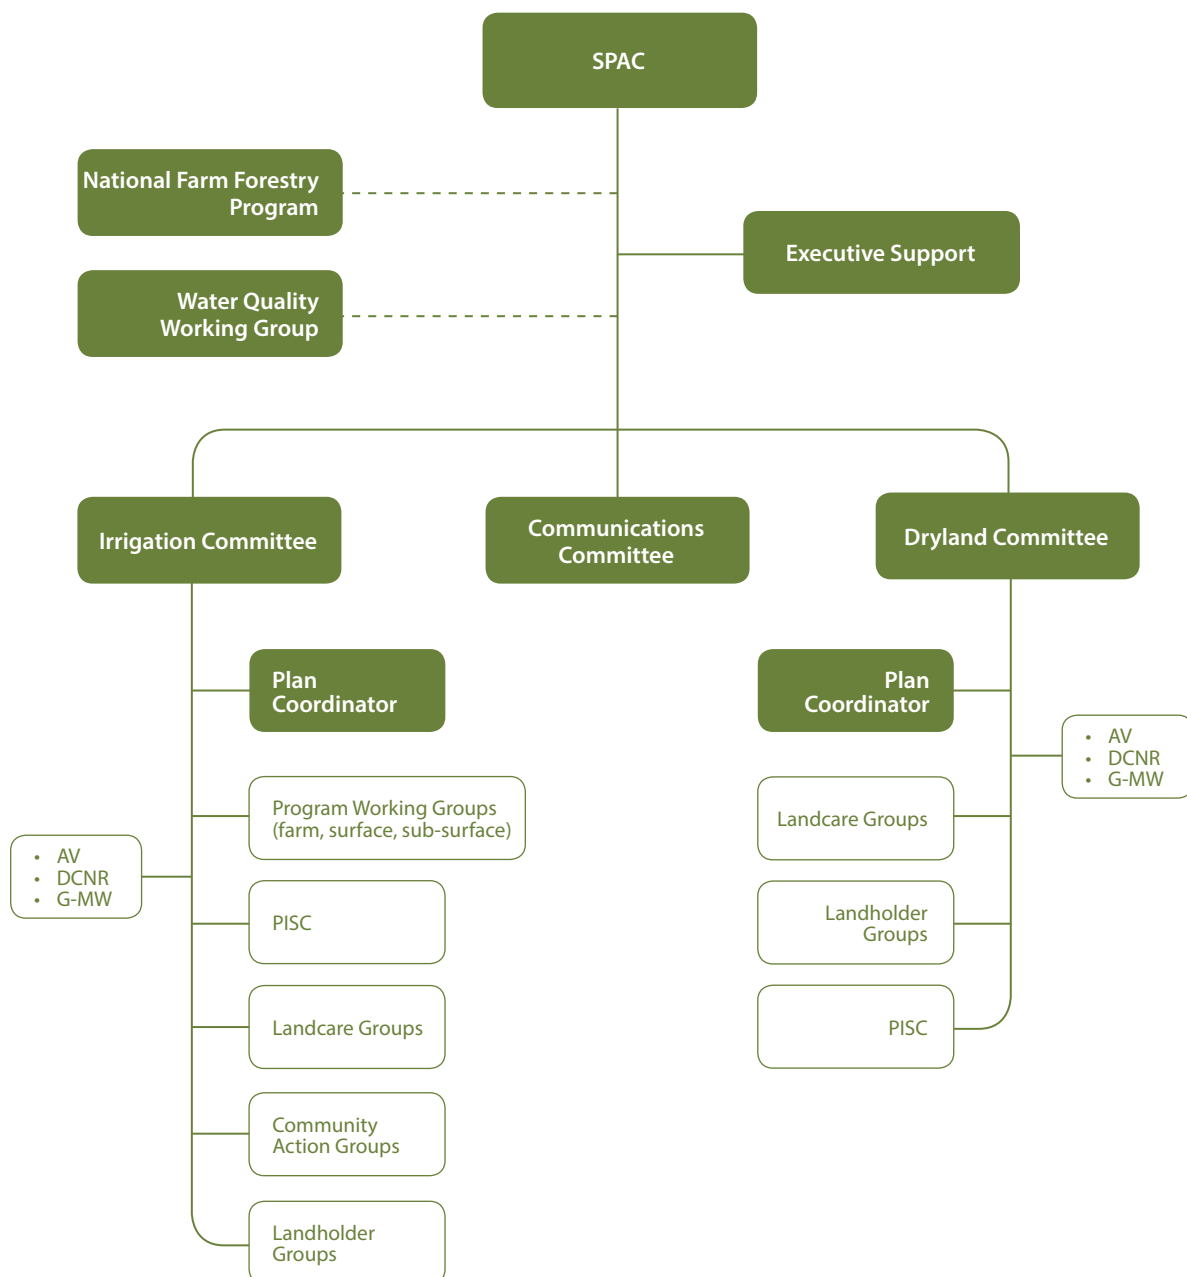 SPAC
National Farm Forestry
Program
Executive Support
Water Quality
Working Group
Irrigation Committee
Communications
Committee
Dryland Committee
Plan
Coordinator
Program Working Groups
(farm, surface, sub-surface)
• AV
• DCNR
• G-MW
PISC
Landcare Groups
Community
Action Groups
Landholder
Groups
Plan
Coordinator
• AV
• DCNR
• G-MW
Landcare Groups
Landholder
Groups
PISC